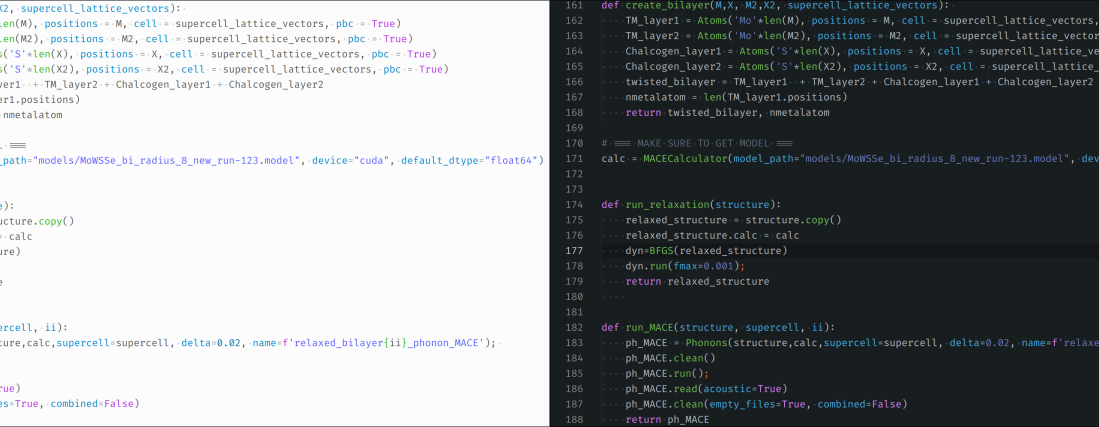 X2, supercell_lattice_vectors):
len(M), positions = M, cell = supercell_lattice_vectors, pbc = True)
len(M2), positions = M2, cell = supercell_lattice_vectors, pbc = True)
s('S'*len(X), positions = X, cell = supercell_lattice_vectors, pbc = True)
s('S'*len(X2), positions = X2, cell = supercell_lattice_vectors, pbc = True)
yer1 + TM_layer2 + Chalcogen_layer1 + Chalcogen_layer2
er1.positions)
nmetalatom
L ===
_path="models/MoWSSe_bi_radius_8_new_run-123.model", device="cuda", default_dtype="float64")
e):
ucture.copy()
= calc
ure)
e
ercell, ii):
ture,calc,supercell=supercell, delta=0.02, name=f'relaxed_bilayer{ii}_phonon_MACE');
rue)
es=True, combined=False)
161 def create_bilayer(M,X, M2,X2, supercell_lattice_vectors):
162 TM_layer1 = Atoms('Mo'*len(M), positions = M, cell = supercell_lattice_vectors,
163 TM_layer2 = Atoms('Mo'*len(M2), positions = M2, cell = supercell_lattice_vectors
164 Chalcogen_layer1 = Atoms('S'*len(X), positions = X, cell = supercell_lattice_ve
165 Chalcogen_layer2 = Atoms('S'*len(X2), positions = X2, cell = supercell_lattice_
166 twisted_bilayer = TM_layer1 + TM_layer2 + Chalcogen_layer1 + Chalcogen_layer2
167 nmetalatom = len(TM_layer1.positions)
168 return twisted_bilayer, nmetalatom
169
170 # === MAKE SURE TO GET MODEL ===
171 calc = MACECalculator(model_path="models/MoWSSe_bi_radius_8_new_run-123.model", dev
172
173
174 def run_relaxation(structure):
175 relaxed_structure = structure.copy()
176 relaxed_structure.calc = calc
177 dyn=BFGS(relaxed_structure)
178 dyn.run(fmax=0.001);
179 return relaxed_structure
180
181
182 def run_MACE(structure, supercell, ii):
183 ph_MACE = Phonons(structure,calc,supercell=supercell, delta=0.02, name=f'relaxe
184 ph_MACE.clean()
185 ph_MACE.run();
186 ph_MACE.read(acoustic=True)
187 ph_MACE.clean(empty_files=True, combined=False)
188 return ph_MACE